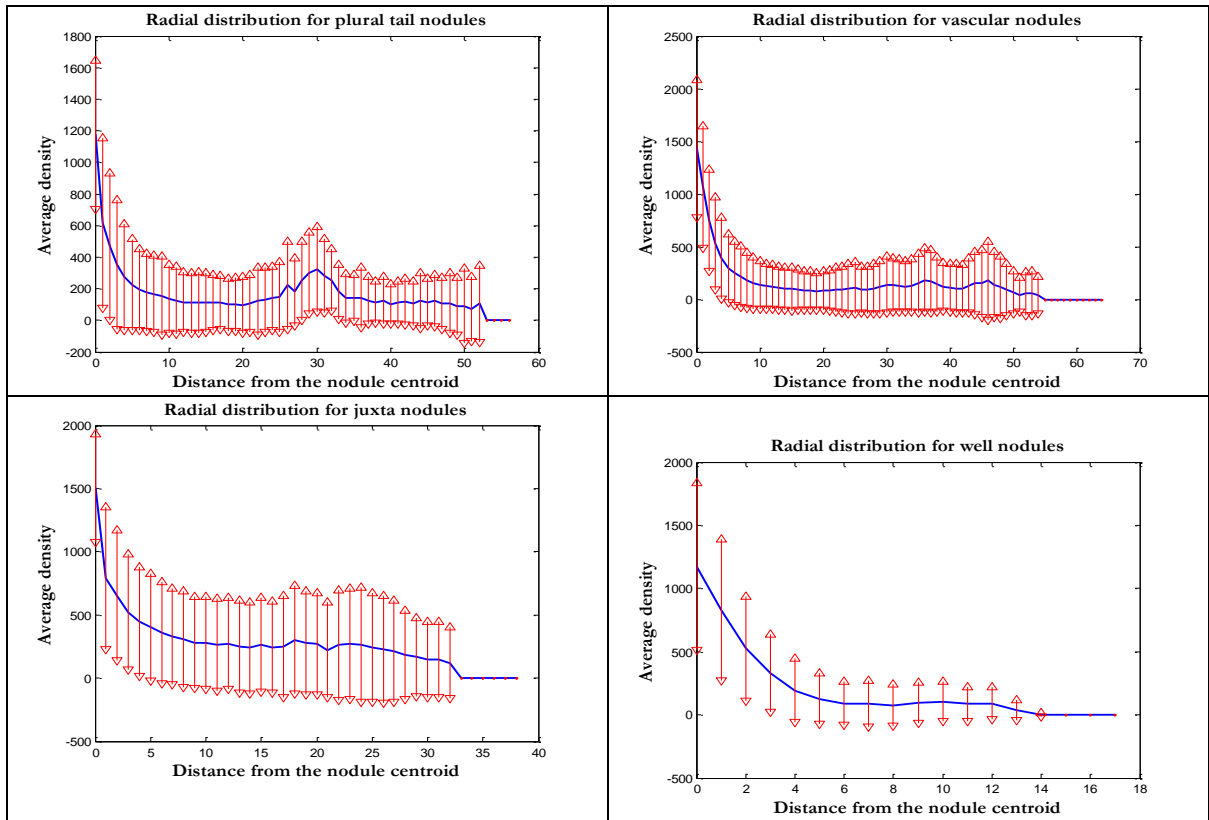 Radial distribution for plural tail nodules
1800
1600
1400
1200
1000
800
600
400
200
0
-200
Average density
0 10 20 30 40 50 60
Distance from the nodule centroid
Radial distribution for vascular nodules
2500
2000
1500
1000
500
0
-500
Average density
0 10 20 30 40 50 60 70
Distance from the nodule centroid
Radial distribution for juxta nodules
2000
1500
1000
500
0
-500
Average density
0 5 10 15 20 25 30 35 40
Distance from the nodule centroid
Radial distribution for well nodules
2000
1500
1000
500
0
-500
Average density
0 2 4 6 8 10 12 14 16 18
Distance from the nodule centroid